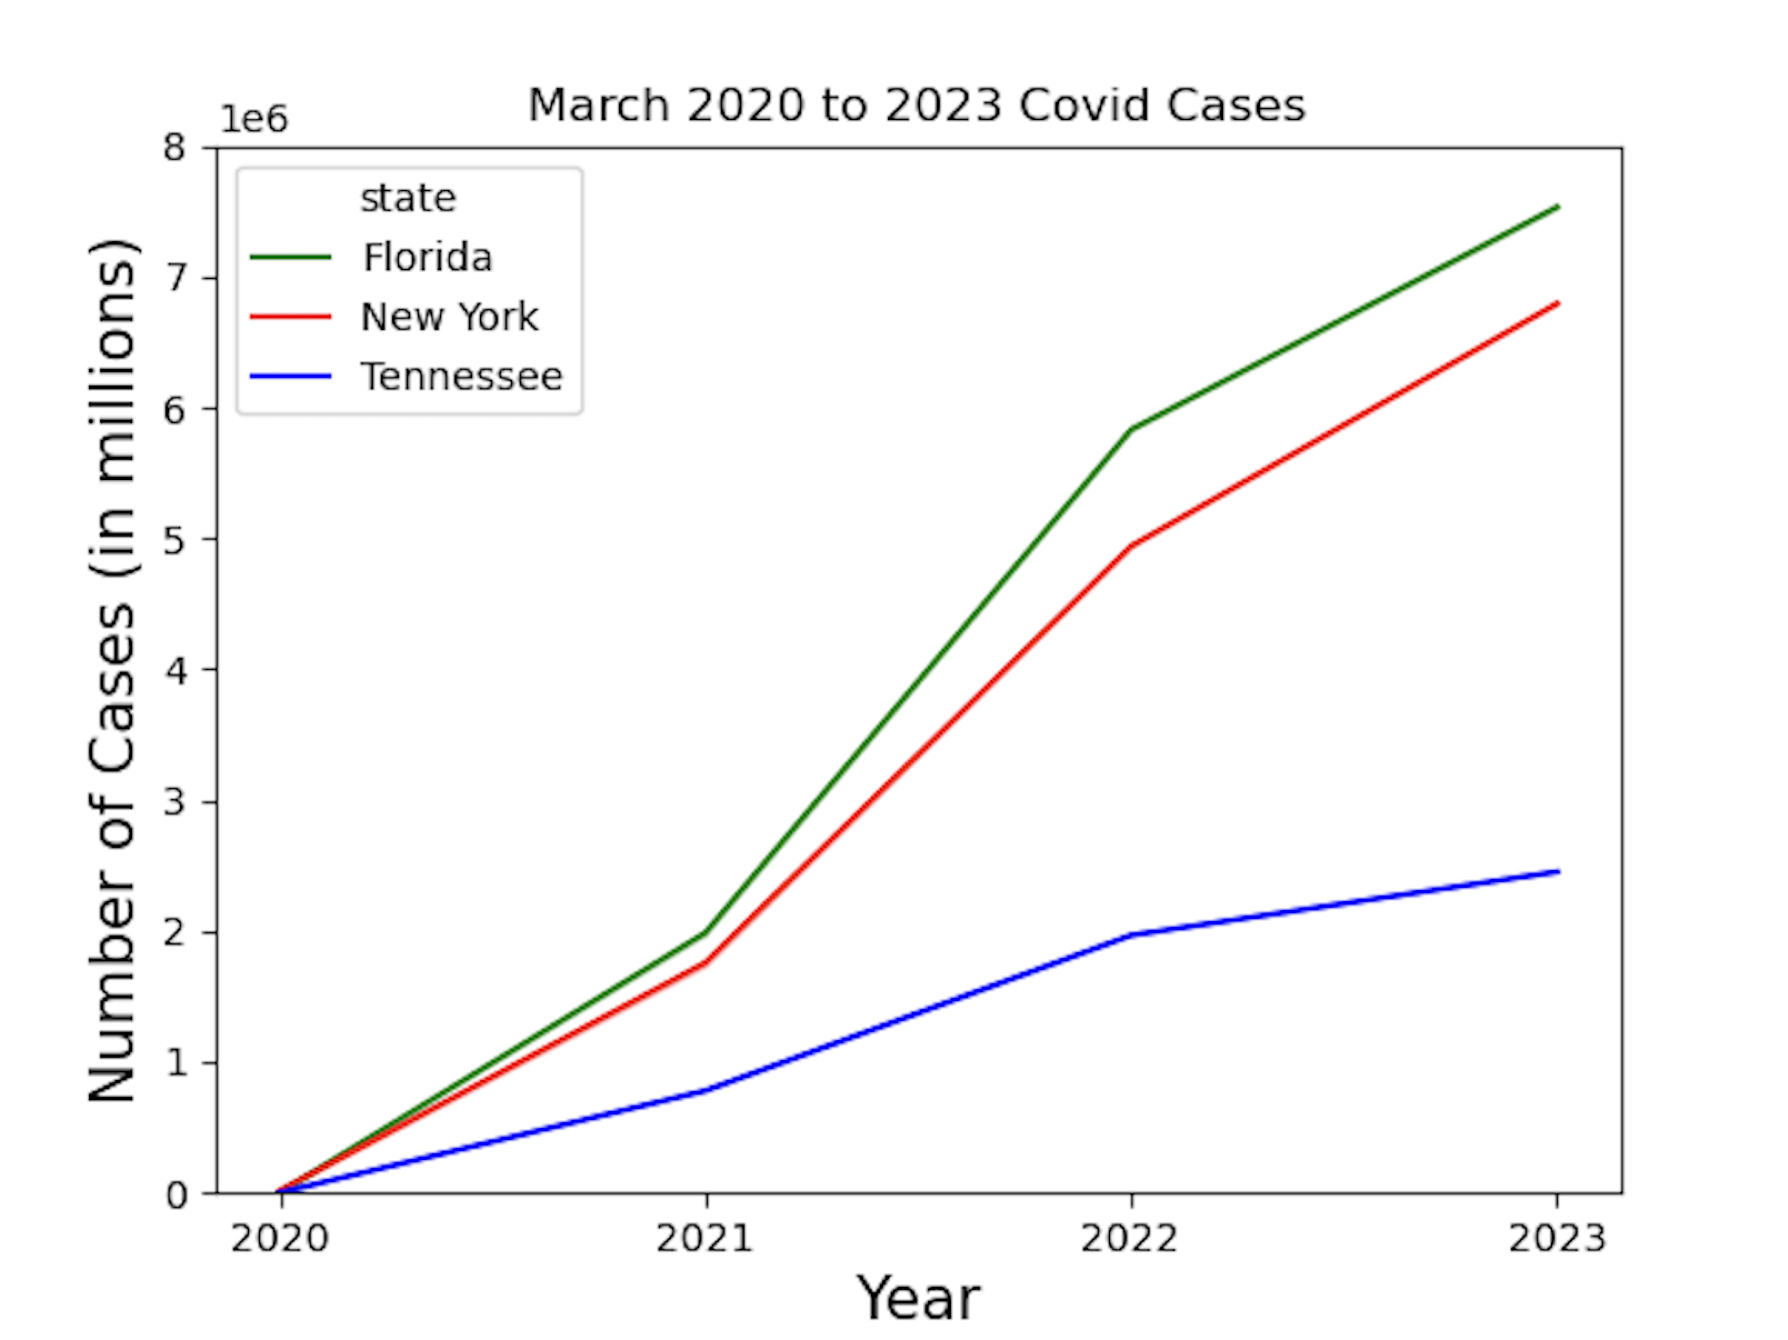 March 2020 to 2023 Covid Cases
1e6
8
7
6
5
4
3
2
1
0
Number of Cases (in millions)
state
Florida
New York
Tennessee
2020 2021 2022 2023
Year